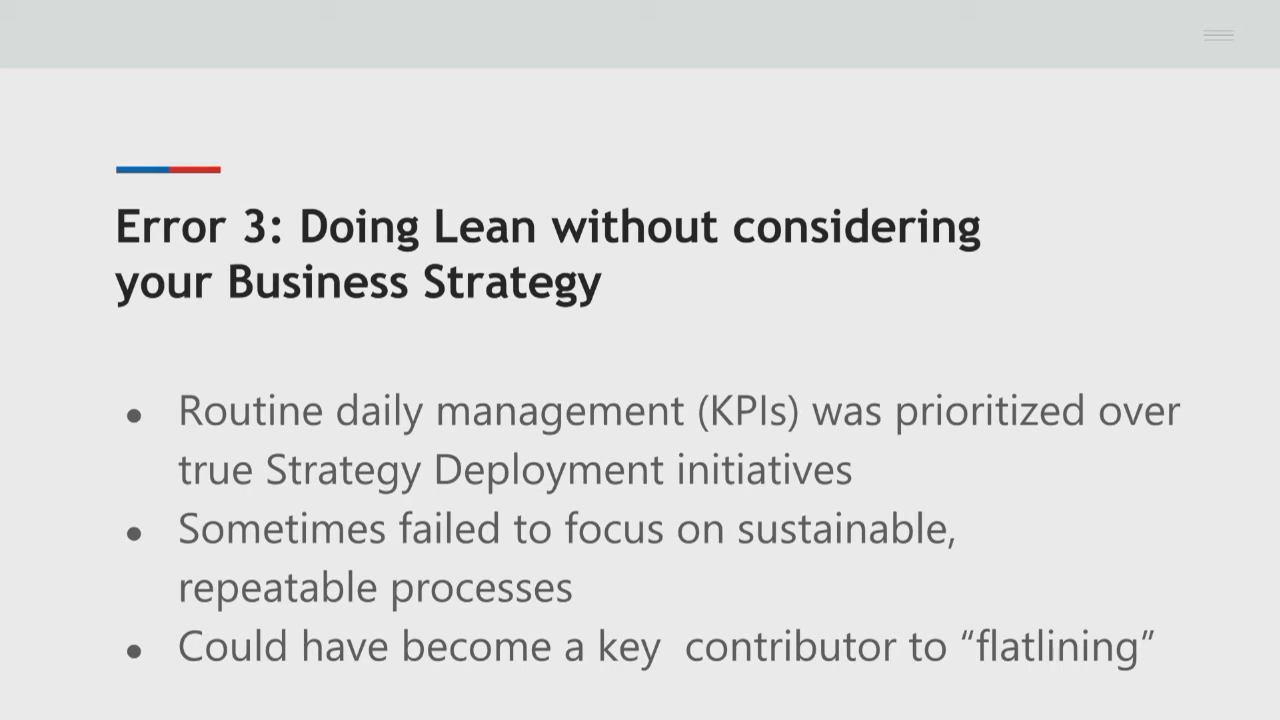 Error 3: Doing Lean without considering
your Business Strategy
● Routine daily management (KPIs) was prioritized over
true Strategy Deployment initiatives
● Sometimes failed to focus on sustainable,
repeatable processes
● Could have become a key  contributor to “flatlining”